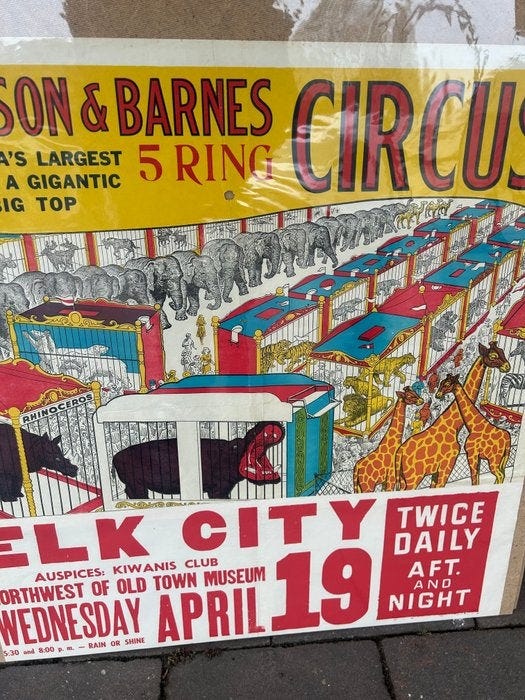 SON & BARNES CIRCUS
A'S LARGEST
A GIGANTIC
BIG TOP
5 RING
RHINOCEROS
ELK CITY
AUSPICES: KIWANIS CLUB
ORTHWEST OF OLD TOWN MUSEUM
WEDNESDAY APRIL 19
5:30 and 8:00 p. m. — RAIN OR SHINE
TWICE
DAILY
AFT.
AND
NIGHT